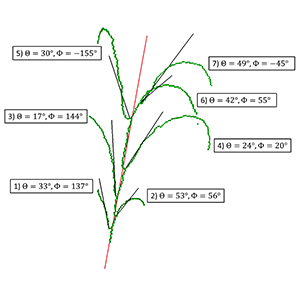 5) Θ = 30°, Φ = −155°
7) Θ = 49°, Φ = −45°
6) Θ = 42°, Φ = 55°
3) Θ = 17°, Φ = 144°
4) Θ = 24°, Φ = 20°
1) Θ = 33°, Φ = 137°
2) Θ = 53°, Φ = 56°